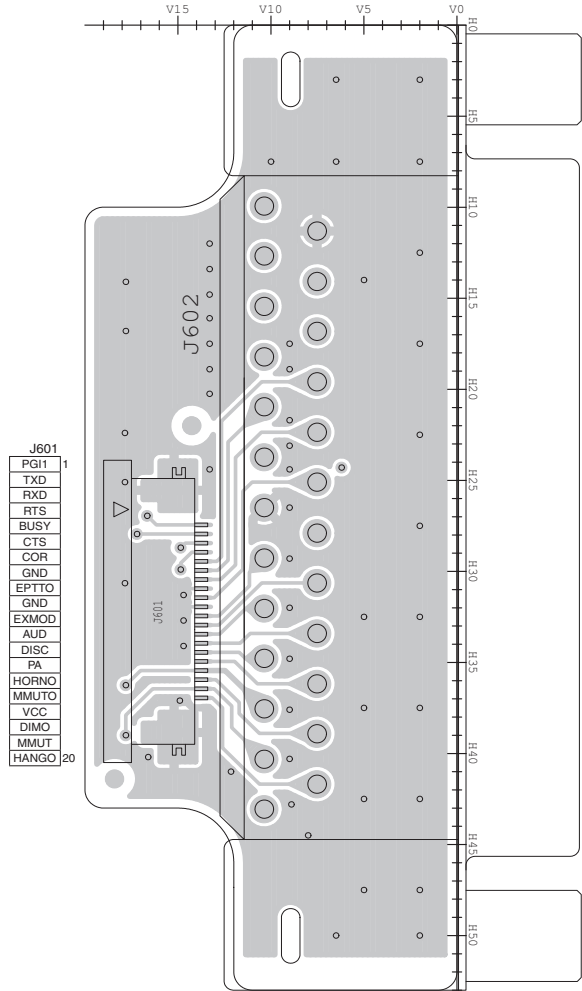 V15 V10 V5 V0
H0
H5
H10
H15
H20
H25
H30
H35
H40
H45
H50
J602
J601
J601
PGI1 1
TXD
RXD
RTS
BUSY
CTS
COR
GND
EPTTO
GND
EXMOD
AUD
DISC
PA
HORNO
MMUTO
VCC
DIMO
MMUT
HANGO 20